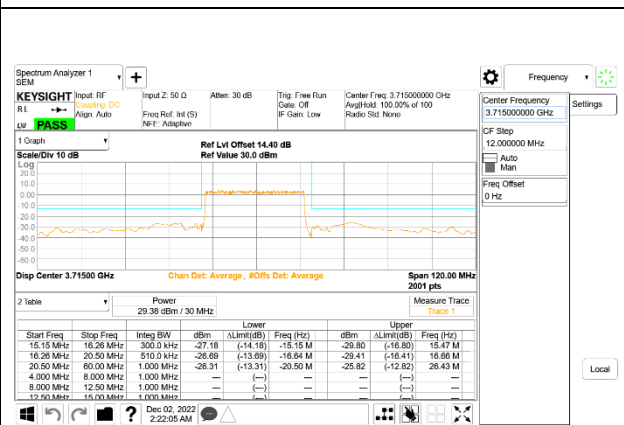 Spectrum Analyzer 1
SEM
+
Frequency
KEYSIGHT
Input: RF
Input Z: 50 Ω
Atten: 30 dB
Trig: Free Run
Center Freq: 3.715000000 GHz
Coupling: DC
Gate: Off
Avg|Hold: 100.00% of 100
Align: Auto
Freq Ref: Int (S)
IF Gain: Low
Radio Std: None
NFE: Adaptive
RL
PASS
Center Frequency
3.715000000 GHz
Settings
CF Step
12.000000 MHz
Auto
Man
Freq Offset
0 Hz
Local
1 Graph
Ref Lvl Offset 14.40 dB
Scale/Div 10 dB
Ref Value 30.0 dBm
Log
20.0
10.0
0.00
-10.0
-20.0
-30.0
-40.0
-50.0
-60.0
Disp Center 3.71500 GHz
Chan Det: Average , #Offs Det: Average
Span 120.00 MHz
2001 pts
2 Table
Power
29.38 dBm / 30 MHz
Measure Trace
Trace 1
Lower Upper
Start Freq Stop Freq Integ BW dBm ΔLimit(dB) Freq (Hz) dBm ΔLimit(dB) Freq (Hz)
15.15 MHz 16.26 MHz 300.0 kHz -27.18 (-14.18) -15.15 M -29.80 (-16.80) 15.47 M
16.26 MHz 20.50 MHz 510.0 kHz -26.69 (-13.69) -16.64 M -29.41 (-16.41) 16.66 M
20.50 MHz 60.00 MHz 1.000 MHz -26.31 (-13.31) -20.50 M -25.82 (-12.82) 26.43 M
4.000 MHz 8.000 MHz 1.000 MHz --- (---) --- --- (---) ---
8.000 MHz 12.50 MHz 1.000 MHz --- (---) --- --- (---) ---
12.50 MHz 15.00 MHz 1.000 MHz --- (---) --- --- (---) ---
?
Dec 02, 2022
2:22:05 AM